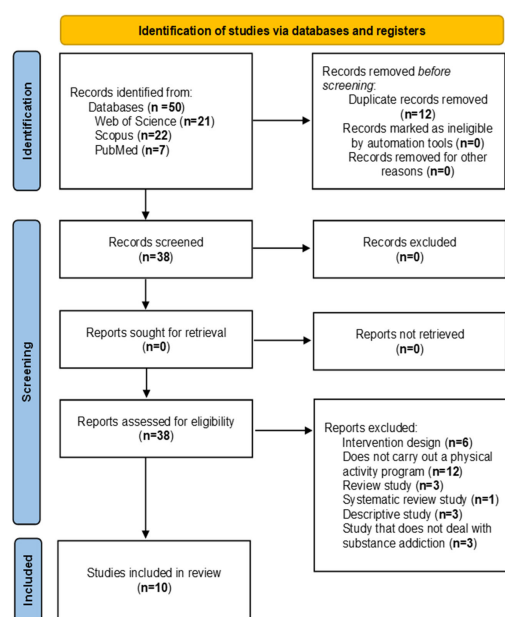 Identification of studies via databases and registers
Identification
Records identified from:
Databases (n =50)
Web of Science (n=21)
Scopus (n=22)
PubMed (n=7)
Records removed before
screening:
Duplicate records removed
(n=12)
Records marked as ineligible
by automation tools (n=0)
Records removed for other
reasons (n=0)
Screening
Records screened
(n=38)
Records excluded
(n=0)
Reports sought for retrieval
(n=0)
Reports not retrieved
(n=0)
Reports assessed for eligibility
(n=38)
Reports excluded:
Intervention design (n=6)
Does not carry out a physical
activity program (n=12)
Review study (n=3)
Systematic review study (n=1)
Descriptive study (n=3)
Study that does not deal with
substance addiction (n=3)
Included
Studies included in review
(n=10)